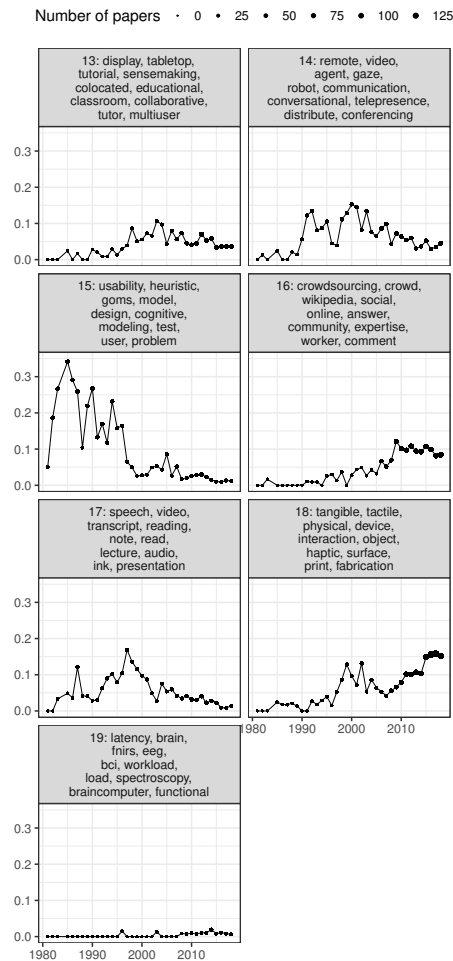 Number of papers 0 25 50 75 100 125
13: display, tabletop,
tutorial, sensemaking,
colocated, educational,
classroom, collaborative,
tutor, multiuser
14: remote, video,
agent, gaze,
robot, communication,
conversational, telepresence,
distribute, conferencing
0.3
0.2
0.1
0.0
15: usability, heuristic,
goms, model,
design, cognitive,
modeling, test,
user, problem
16: crowdsourcing, crowd,
wikipedia, social,
online, answer,
community, expertise,
worker, comment
0.3
0.2
0.1
0.0
17: speech, video,
transcript, reading,
note, read,
lecture, audio,
ink, presentation
18: tangible, tactile,
physical, device,
interaction, object,
haptic, surface,
print, fabrication
0.3
0.2
0.1
0.0
1980 1990 2000 2010
19: latency, brain,
fnirs, eeg,
bci, workload,
load, spectroscopy,
braincomputer, functional
0.3
0.2
0.1
0.0
1980 1990 2000 2010